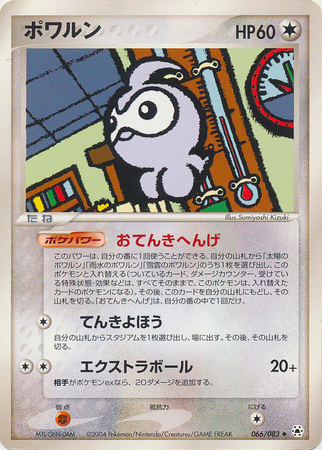 ポワルン HP60
Illus.Sumiyoshi Kizuki
たね
ポケパワー おてんきへんげ
このパワーは、自分の番に1回使うことができる。自分の山札から「太陽の
ポワルン」「雨水のポワルン」「雪雲のポワルン」のうち1枚を選び出し、この
ポケモンと入れ替える(ついているカード、ダメージカウンター、受けてい
る特殊状態・効果などは、すべてそのまま。このポケモンは、入れ替えた
カードのポケモンになる)。その後、このカードを自分の山札にもどし、その
山札を切る。「おてんきへんげ」は、自分の番の中で1回だけ。
てんきよほう
自分の山札からスタジアムを1枚選び出し、場に出す。その後、自分の山
札を切る。
エクストラボール 20+
相手がポケモンexなら、20ダメージを追加する。
弱点 抵抗力 にげる
MTL-G6H-0AM ©2004 Pokémon/Nintendo/Creatures/GAME FREAK 066/083 ◆